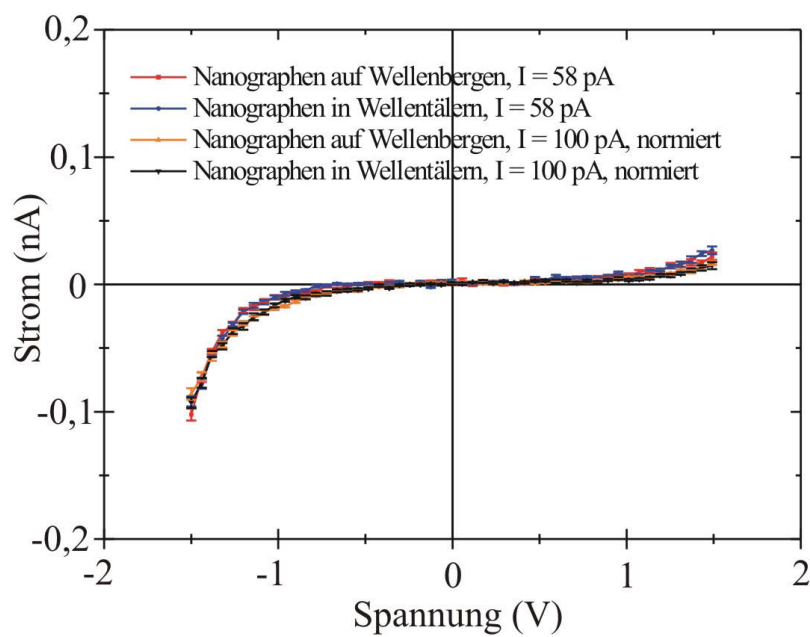 0,2
Nanographen auf Wellenbergen, I = 58 pA
Nanographen in Wellentälern, I = 58 pA
Nanographen auf Wellenbergen, I = 100 pA, normiert
Nanographen in Wellentälern, I = 100 pA, normiert
0,1
0
-0,1
-0,2
Strom (nA)
-2 -1 0 1 2
Spannung (V)